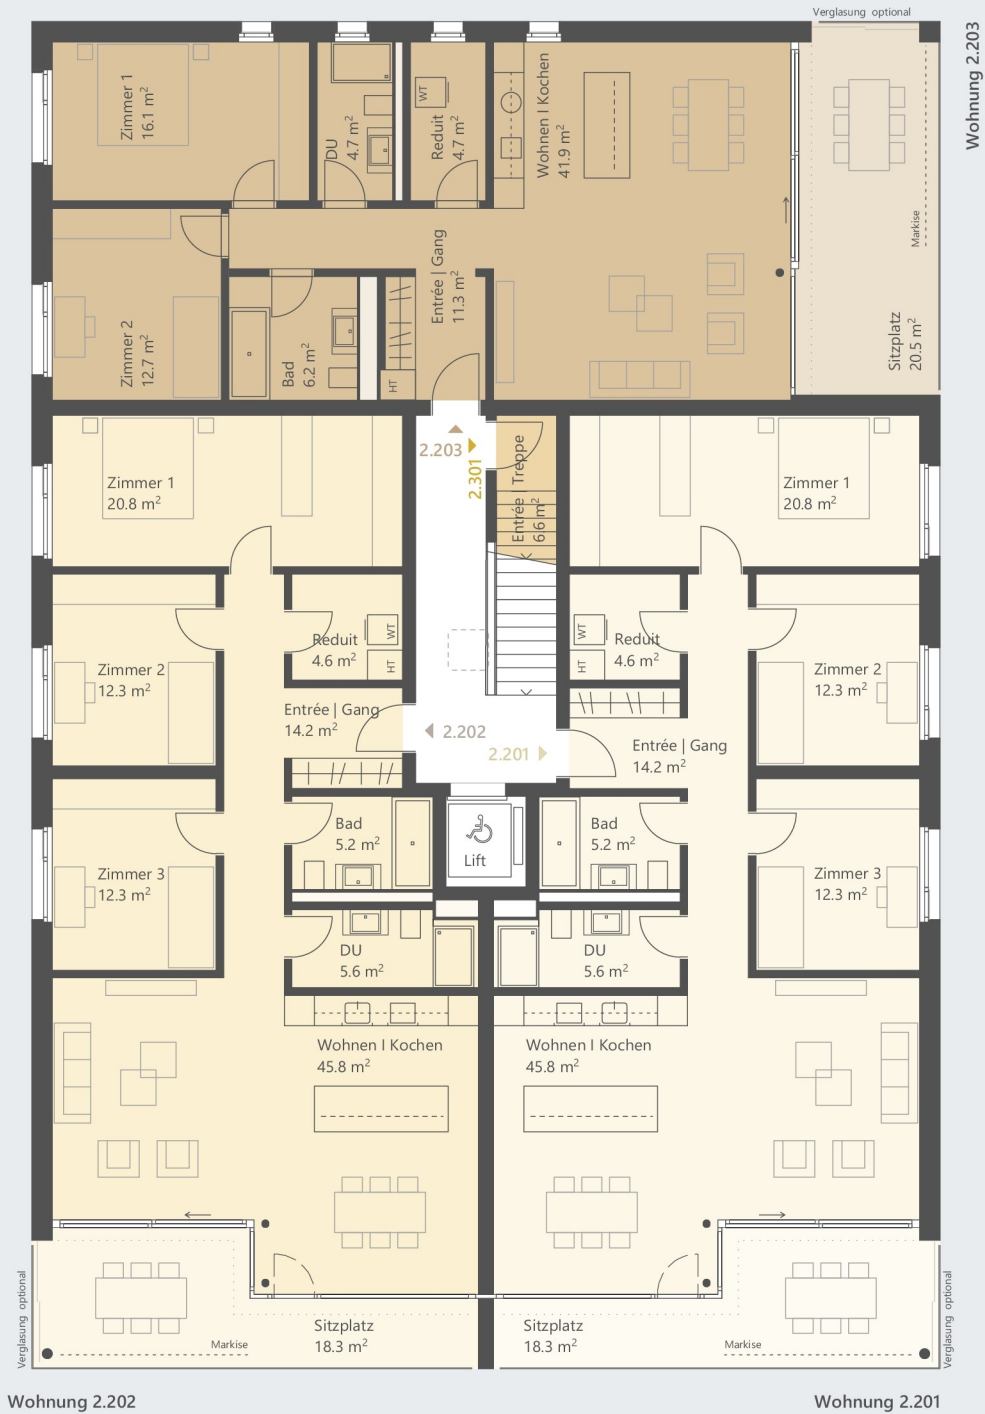 Verglasung optional
Wohnung 2.203
Zimmer 1
16.1 m²
DU
4.7 m²
WT
Reduit
4.7 m²
Wohnen I Kochen
41.9 m²
Markise
Sitzplatz
20.5 m²
Entrée | Gang
11.3 m²
Zimmer 2
12.7 m²
Bad
6.2 m²
HT
2.203
2.301
Entrée | Treppe
6.6 m²
Zimmer 1
20.8 m²
Zimmer 1
20.8 m²
Reduit
4.6 m²
WT
HT
WT
HT
Reduit
4.6 m²
Zimmer 2
12.3 m²
Zimmer 2
12.3 m²
Entrée | Gang
14.2 m²
2.202
2.201
Entrée | Gang
14.2 m²
Bad
5.2 m²
Lift
Bad
5.2 m²
Zimmer 3
12.3 m²
Zimmer 3
12.3 m²
DU
5.6 m²
DU
5.6 m²
Wohnen I Kochen
45.8 m²
Wohnen I Kochen
45.8 m²
Verglasung optional
Sitzplatz
18.3 m²
Markise
Sitzplatz
18.3 m²
Markise
Verglasung optional
Wohnung 2.202
Wohnung 2.201